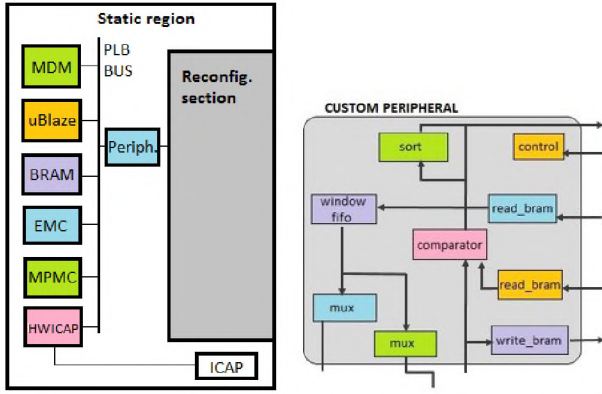 Static region
PLB
BUS
MDM
uBlaze
BRAM
EMC
MPMC
HWICAP
Periph.
Reconfig.
section
ICAP
CUSTOM PERIPHERAL
sort
control
window
fifo
read_bram
comparator
read_bram
mux
mux
write_bram